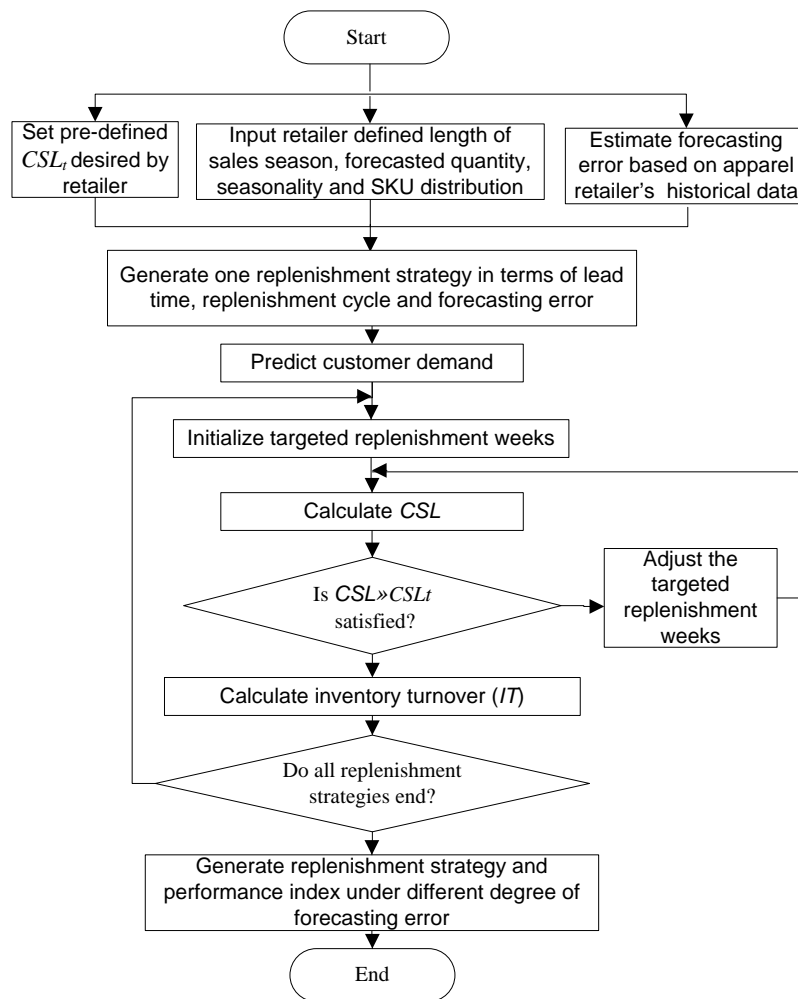 Start
Set pre-defined
CSLt desired by
retailer
Input retailer defined length of
sales season, forecasted quantity,
seasonality and SKU distribution
Estimate forecasting
error based on apparel
retailer's historical data
Generate one replenishment strategy in terms of lead
time, replenishment cycle and forecasting error
Predict customer demand
Initialize targeted replenishment weeks
Calculate CSL
Is CSL»CSLt
satisfied?
Adjust the
targeted
replenishment
weeks
Calculate inventory turnover (IT)
Do all replenishment
strategies end?
Generate replenishment strategy and
performance index under different degree of
forecasting error
End